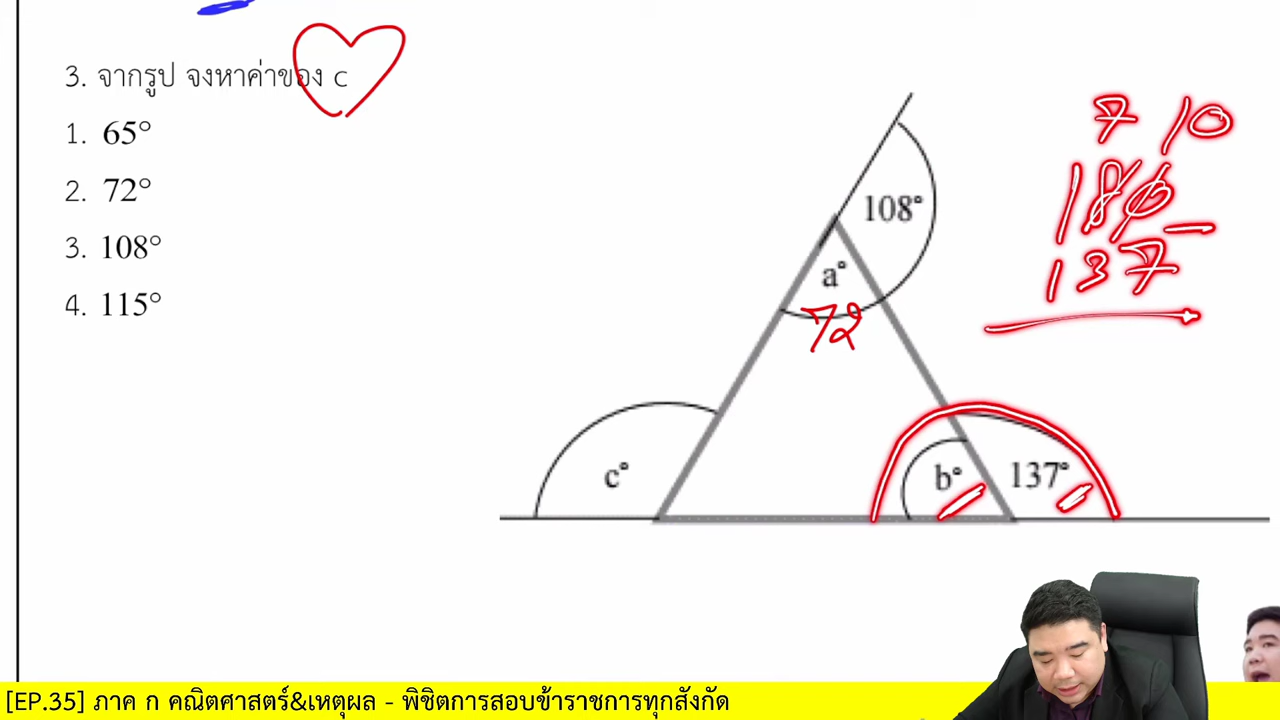 3. จากรูป จงหาค่าของ c
1. 65°
2. 72°
3. 108°
4. 115°
108°
a°
72
c°
b°
137°
7 10
180 –
137
[EP.35] ภาค ก คณิตศาสตร์&เหตุผล - พิชิตการสอบข้าราชการทุกสังกัด